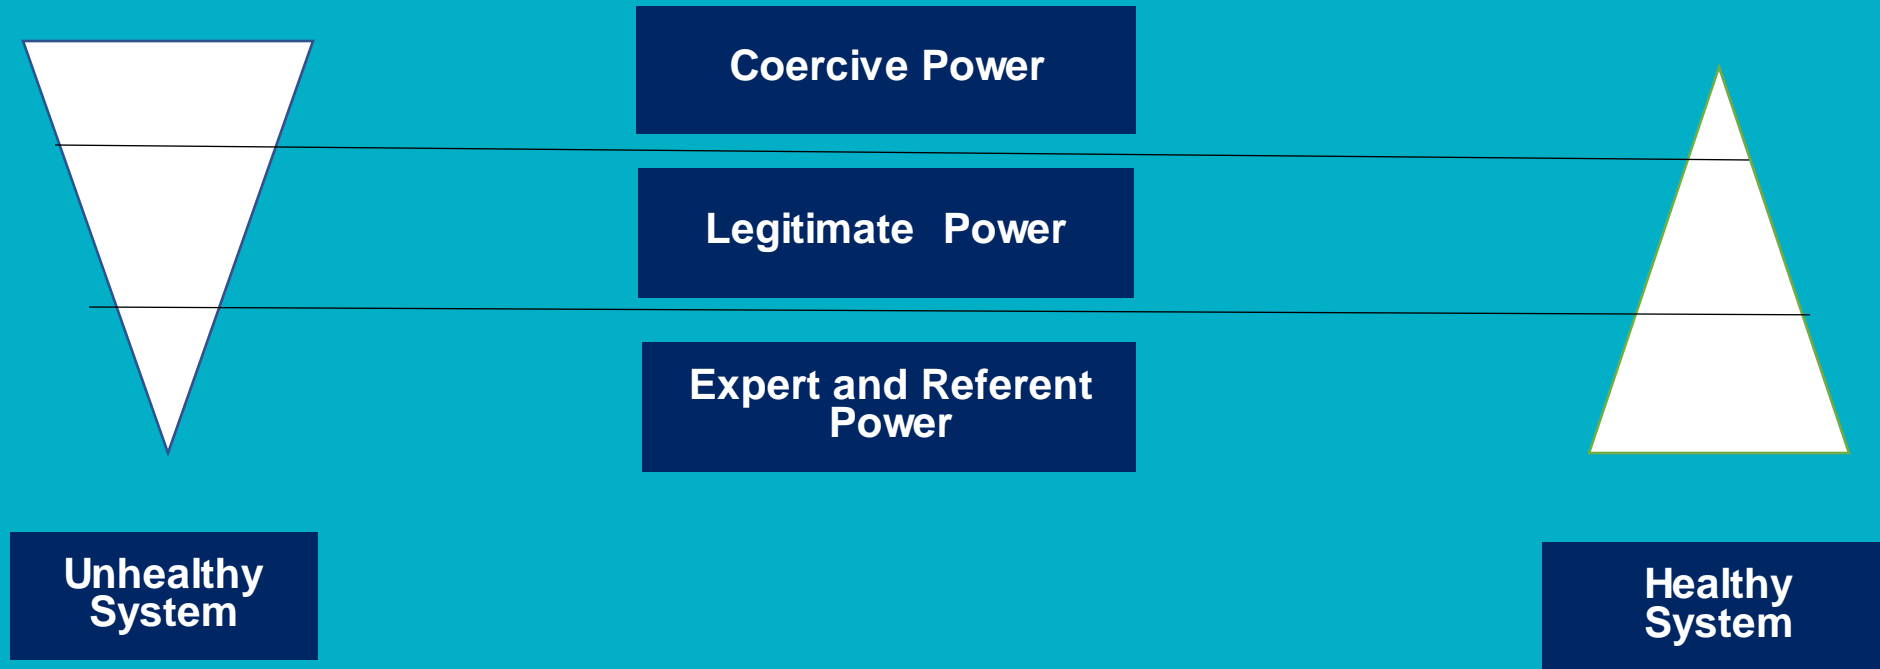 Coercive Power
Legitimate Power
Expert and Referent
Power
Unhealthy
System
Healthy
System